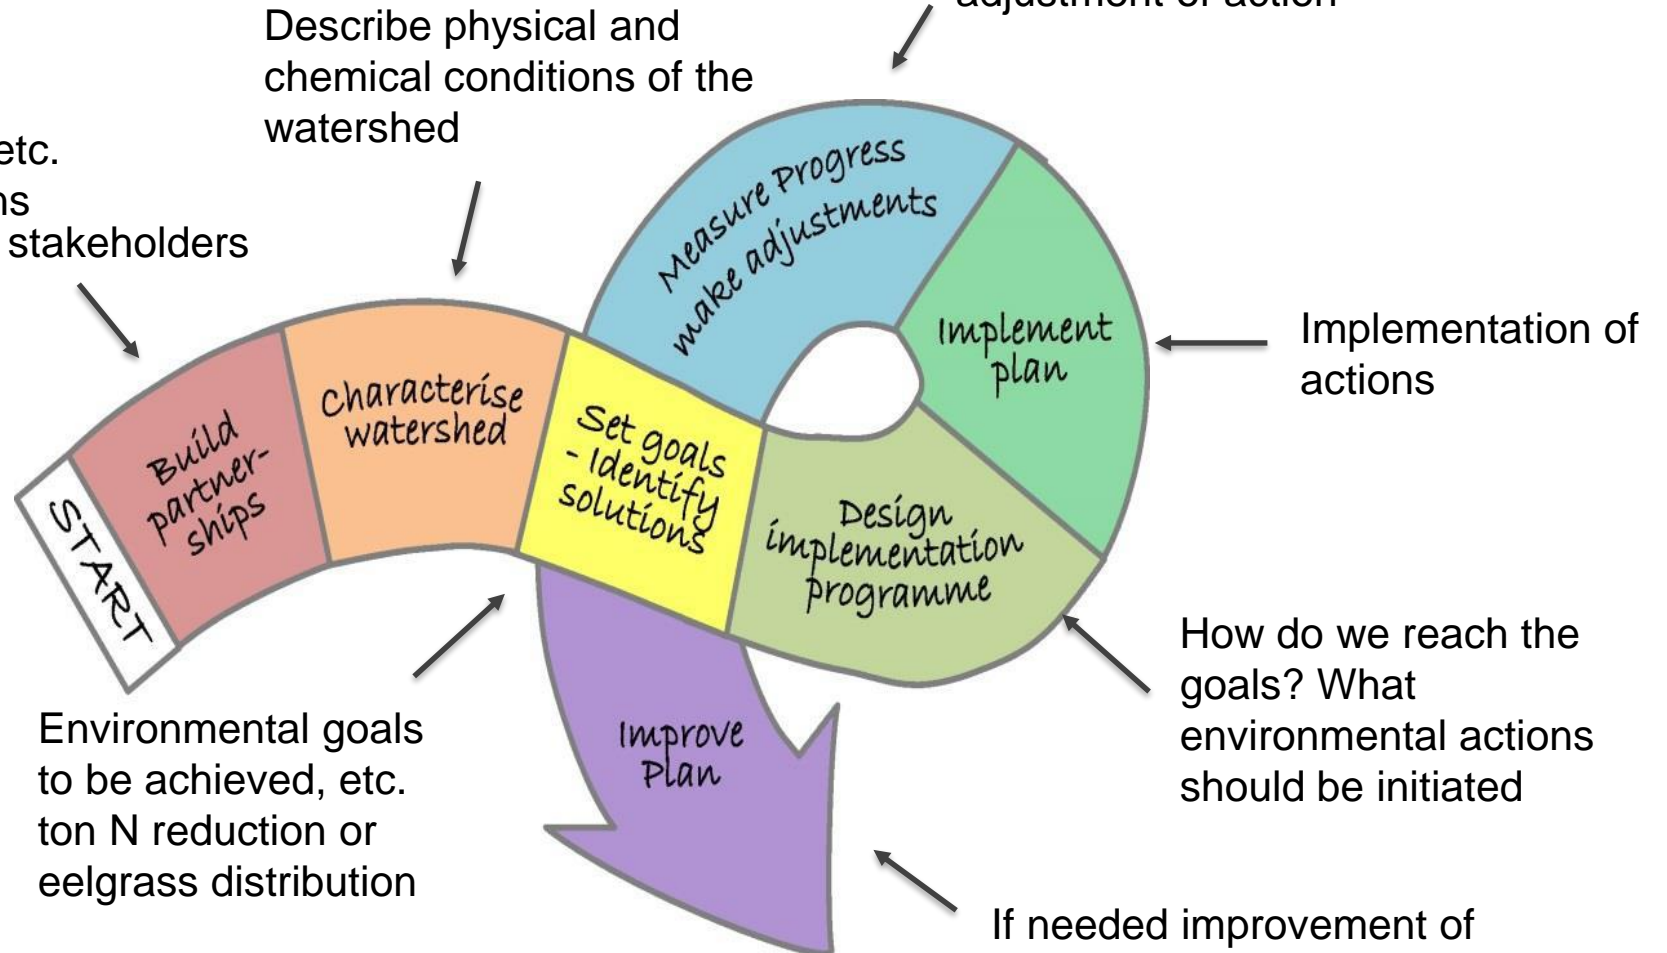 adjustment of action
Describe physical and
chemical conditions of the
watershed
etc.
stakeholders
Measure Progress
make adjustments
Implement
plan
Implementation of
actions
START
Build
partner-
ships
Characterise
watershed
Set goals
- Identify
solutions
Design
implementation
programme
How do we reach the
goals? What
environmental actions
should be initiated
Environmental goals
to be achieved, etc.
ton N reduction or
eelgrass distribution
Improve
Plan
If needed improvement of